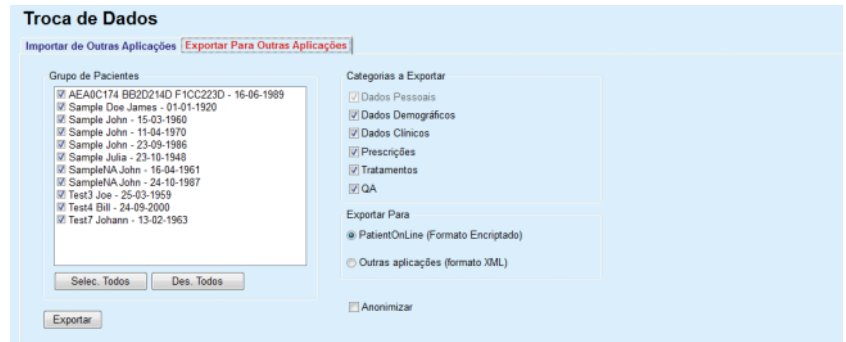 Troca de Dados
Importar de Outras Aplicações Exportar Para Outras Aplicações
Grupo de Pacientes
AEA0C174 BB2D214D F1CC223D - 16-06-1989
Sample Doe James - 01-01-1920
Sample John - 15-03-1960
Sample John - 11-04-1970
Sample John - 23-09-1986
Sample Julia - 23-10-1948
SampleNA John - 16-04-1961
SampleNA John - 24-10-1987
Test3 Joe - 25-03-1959
Test4 Bill - 24-09-2000
Test7 Johann - 13-02-1963
Selec. Todos Des. Todos
Exportar
Categorias a Exportar
Dados Pessoais
Dados Demográficos
Dados Clínicos
Prescrições
Tratamentos
QA
Exportar Para
PatientOnLine (Formato Encriptado)
Outras aplicações (formato XML)
Anonimizar